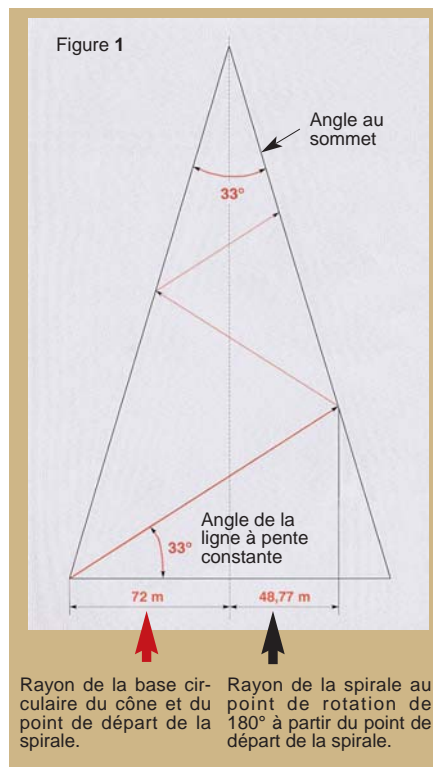 Figure 1
Angle au
sommet
33°
Angle de la
ligne à pente
constante
33°
72 m
48,77 m
Rayon de la base cir-
culaire du cône et du
point de départ de la
spirale.
Rayon de la spirale au
point de rotation de
180° à partir du point de
départ de la spirale.